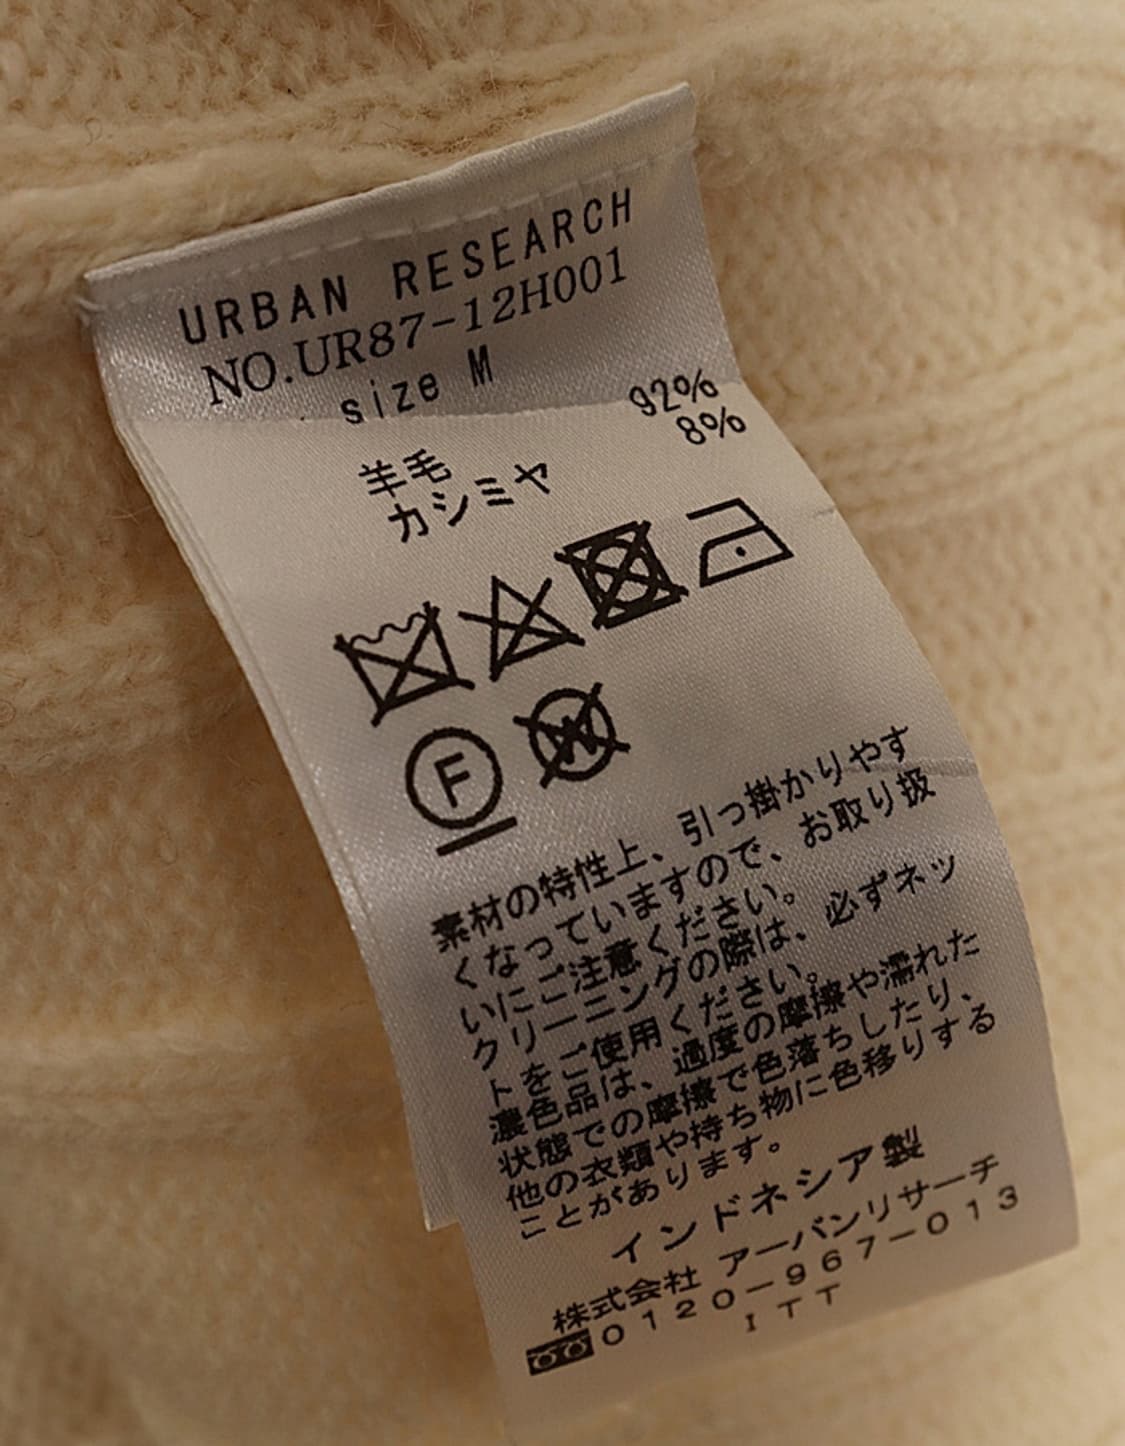 URBAN RESEARCH
NO.UR87-12H001
size M
羊毛 92%
カシミヤ 8%
F
W
素材の特性上、引っ掛かりやす
くなっていますので、お取り扱
いにご注意ください。
クリーニングの際は、必ずネッ
トをご使用ください。
濃色品は、過度の摩擦や濡れた
状態での摩擦で色落ちしたり、
他の衣類や持ち物に色移りする
ことがあります。
インドネシア製
株式会社 アーバンリサーチ
0120-967-013
ITT